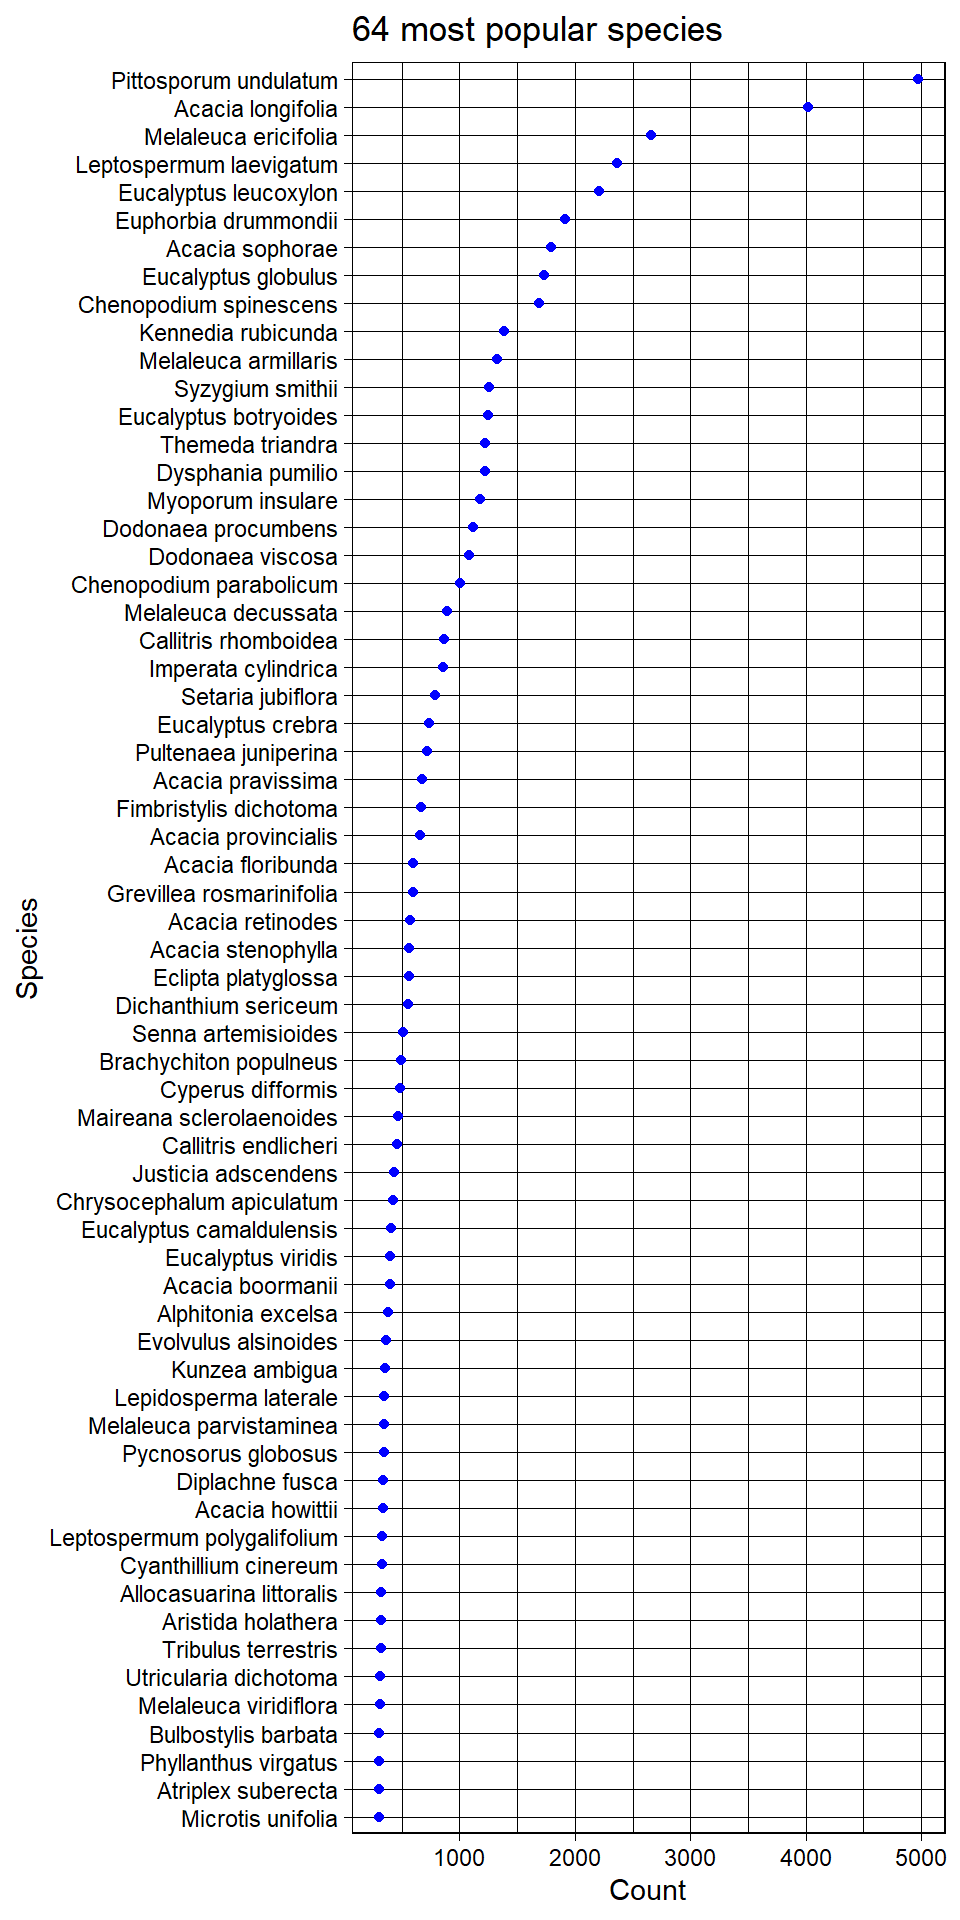 64 most popular species
Pittosporum undulatum
Acacia longifolia
Melaleuca ericifolia
Leptospermum laevigatum
Eucalyptus leucoxylon
Euphorbia drummondii
Acacia sophorae
Eucalyptus globulus
Chenopodium spinescens
Kennedia rubicunda
Melaleuca armillaris
Syzygium smithii
Eucalyptus botryoides
Themeda triandra
Dysphania pumilio
Myoporum insulare
Dodonaea procumbens
Dodonaea viscosa
Chenopodium parabolicum
Melaleuca decussata
Callitris rhomboidea
Imperata cylindrica
Setaria jubiflora
Eucalyptus crebra
Pultenaea juniperina
Acacia pravissima
Fimbristylis dichotoma
Acacia provincialis
Acacia floribunda
Grevillea rosmarinifolia
Acacia retinodes
Acacia stenophylla
Eclipta platyglossa
Dichanthium sericeum
Senna artemisioides
Brachychiton populneus
Cyperus difformis
Maireana sclerolaenoides
Callitris endlicheri
Justicia adscendens
Chrysocephalum apiculatum
Eucalyptus camaldulensis
Eucalyptus viridis
Acacia boormanii
Alphitonia excelsa
Evolvulus alsinoides
Kunzea ambigua
Lepidosperma laterale
Melaleuca parvistaminea
Pycnosorus globosus
Diplachne fusca
Acacia howittii
Leptospermum polygalifolium
Cyanthillium cinereum
Allocasuarina littoralis
Aristida holathera
Tribulus terrestris
Utricularia dichotoma
Melaleuca viridiflora
Bulbostylis barbata
Phyllanthus virgatus
Atriplex suberecta
Microtis unifolia
Species
1000 2000 3000 4000 5000
Count